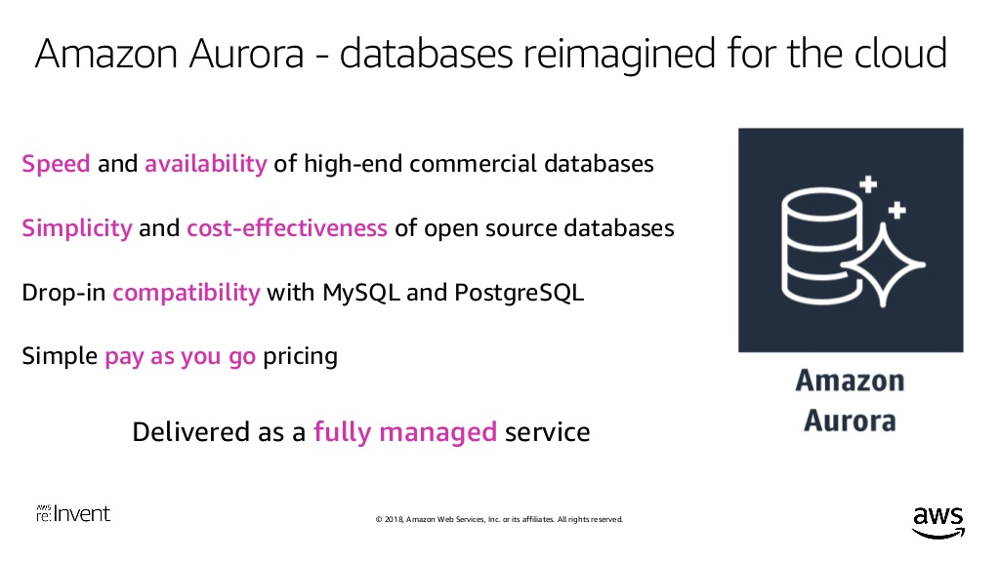 Amazon Aurora - databases reimagined for the cloud
Speed and availability of high-end commercial databases
Simplicity and cost-effectiveness of open source databases
Drop-in compatibility with MySQL and PostgreSQL
Simple pay as you go pricing
Delivered as a fully managed service
Amazon
Aurora
AWS
re:Invent
© 2018, Amazon Web Services, Inc. or its affiliates. All rights reserved.
aws